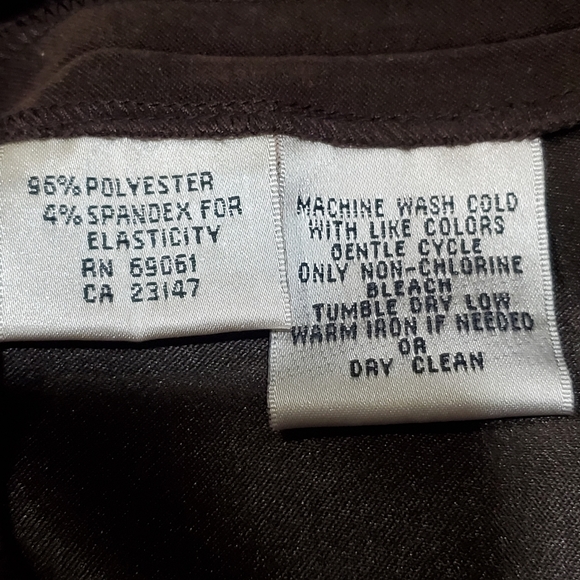 96% POLYESTER
4% SPANDEX FOR
ELASTICITY
RN 69061
CA 23147
MACHINE WASH COLD
WITH LIKE COLORS
GENTLE CYCLE
ONLY NON-CHLORINE
BLEACH
TUMBLE DRY LOW
WARM IRON IF NEEDED
OR
DRY CLEAN